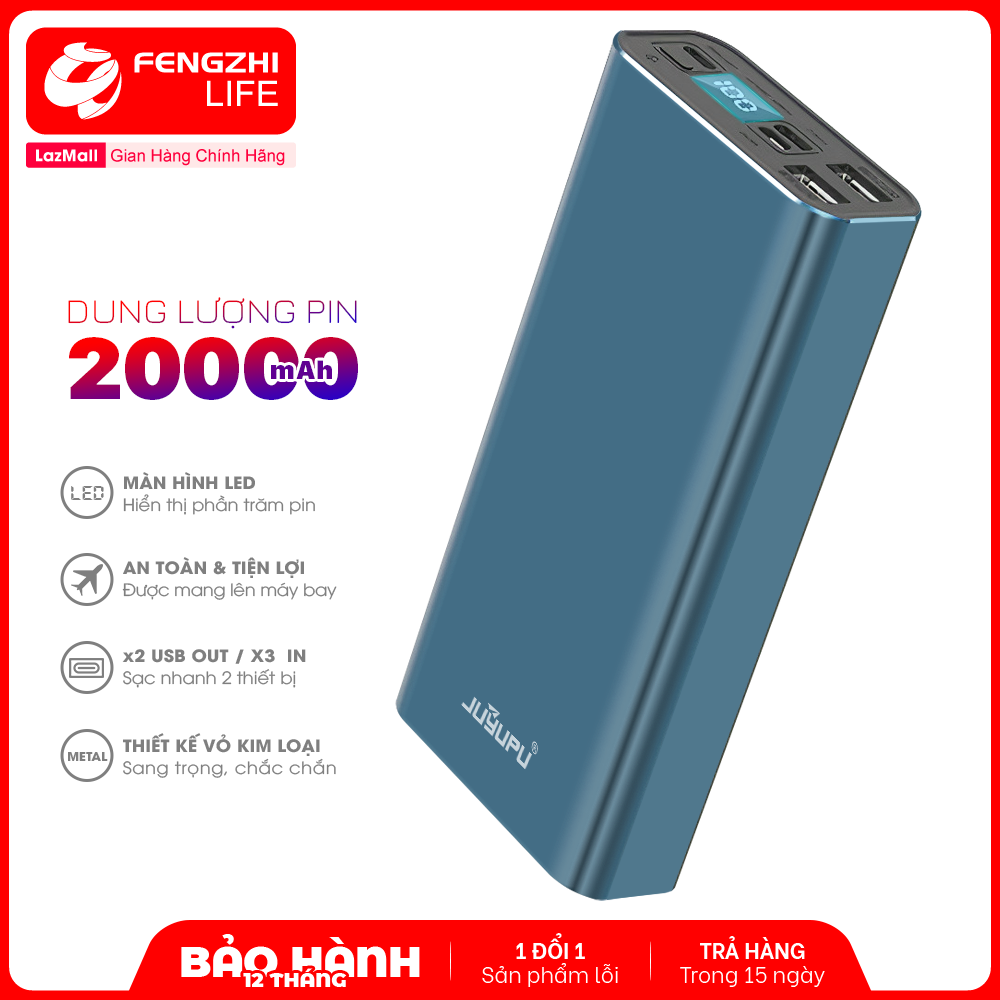 FENGZHI
LIFE
LazMall Gian Hàng Chính Hãng
100
DUNG LƯỢNG PIN
20000
mAh
LED
MÀN HÌNH LED
Hiển thị phần trăm pin
AN TOÀN & TIỆN LỢI
Được mang lên máy bay
x2 USB OUT / X3 IN
Sạc nhanh 2 thiết bị
METAL
THIẾT KẾ VỎ KIM LOẠI
Sang trọng, chắc chắn
JUYUPU®
BẢO HÀNH
12 THÁNG
1 ĐỔI 1
Sản phẩm lỗi
TRẢ HÀNG
Trong 15 ngày